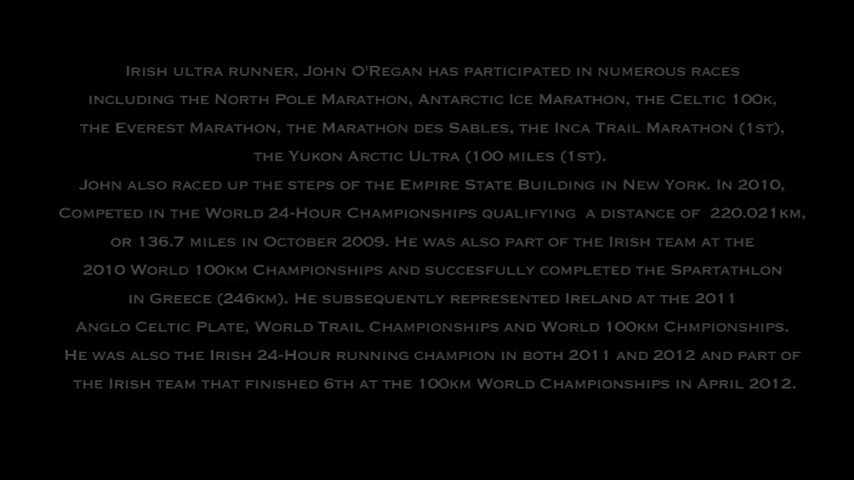 Irish ultra runner, John O'Regan has participated in numerous races
including the North Pole Marathon, Antarctic Ice Marathon, the Celtic 100k,
the Everest Marathon, the Marathon des Sables, the Inca Trail Marathon (1st),
the Yukon Arctic Ultra (100 miles (1st).
John also raced up the steps of the Empire State Building in New York. In 2010,
Competed in the World 24-Hour Championships qualifying a distance of 220.021km,
or 136.7 miles in October 2009. He was also part of the Irish team at the
2010 World 100km Championships and succesfully completed the Spartathlon
in Greece (246km). He subsequently represented Ireland at the 2011
Anglo Celtic Plate, World Trail Championships and World 100km Chmpionships.
He was also the Irish 24-Hour running champion in both 2011 and 2012 and part of
the Irish team that finished 6th at the 100km World Championships in April 2012.